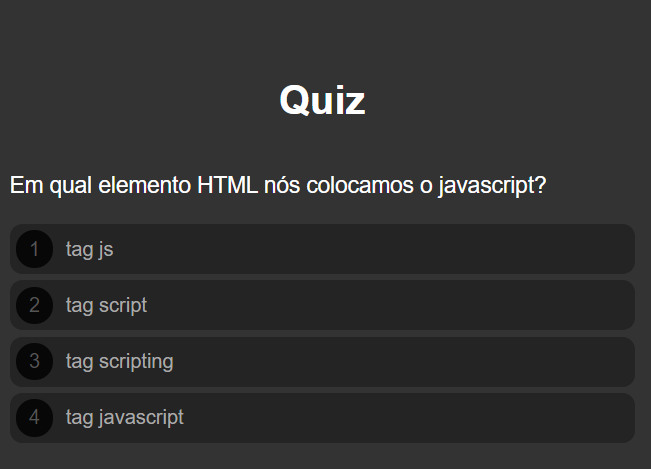 Quiz
Em qual elemento HTML nós colocamos o javascript?
1 tag js
2 tag script
3 tag scripting
4 tag javascript